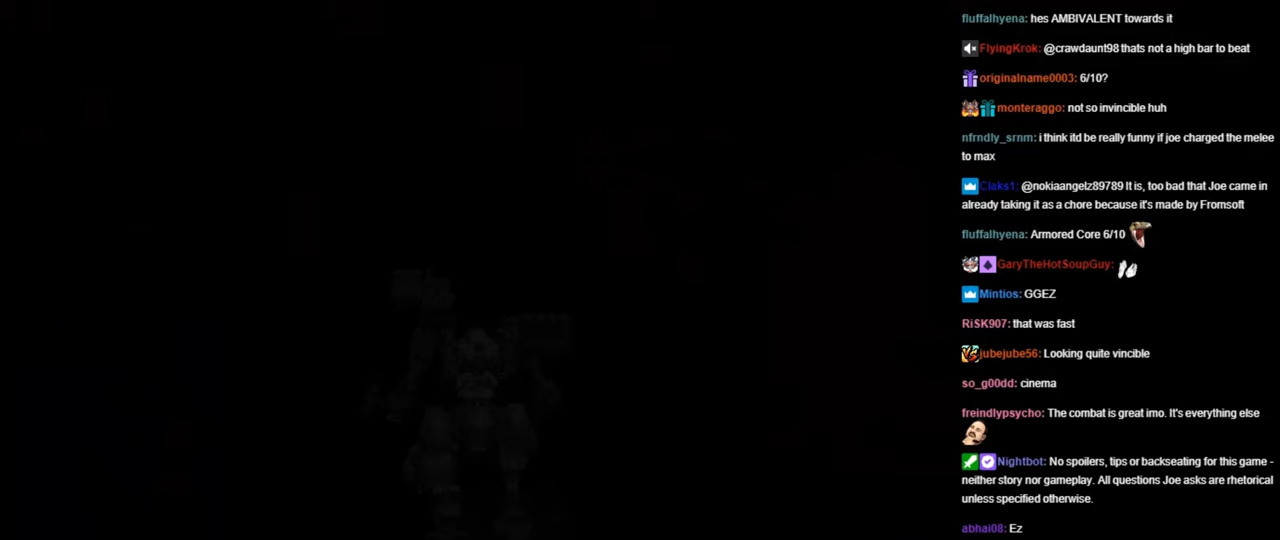 fluffalhyena: hes AMBIVALENT towards it
FlyingKrok: @crawdaunt98 thats not a high bar to beat
originalname0003: 6/10?
monteraggo: not so invincible huh
nfrndly_srnm: i think itd be really funny if joe charged the melee
to max
Claks1: @nokiaangelz89789 It is, too bad that Joe came in
already taking it as a chore because it's made by Fromsoft
fluffalhyena: Armored Core 6/10
GaryTheHotSoupGuy:
Mintios: GGEZ
RiSK907: that was fast
jubejube56: Looking quite vincible
so_g00dd: cinema
freindlypsycho: The combat is great imo. It's everything else
Nightbot: No spoilers, tips or backseating for this game -
neither story nor gameplay. All questions Joe asks are rhetorical
unless specified otherwise.
abhai08: Ez